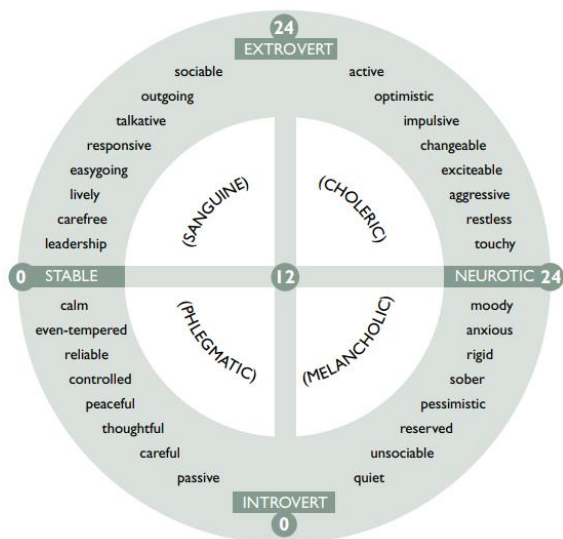 24
EXTROVERT
sociable
outgoing
talkative
responsive
easygoing
lively
carefree
leadership
active
optimistic
impulsive
changeable
exciteable
aggressive
restless
touchy
(SANGUINE)
(CHOLERIC)
0 STABLE
12
NEUROTIC 24
(PHLEGMATIC)
(MELANCHOLIC)
calm
even-tempered
reliable
controlled
peaceful
thoughtful
careful
passive
moody
anxious
rigid
sober
pessimistic
reserved
unsociable
quiet
INTROVERT
0